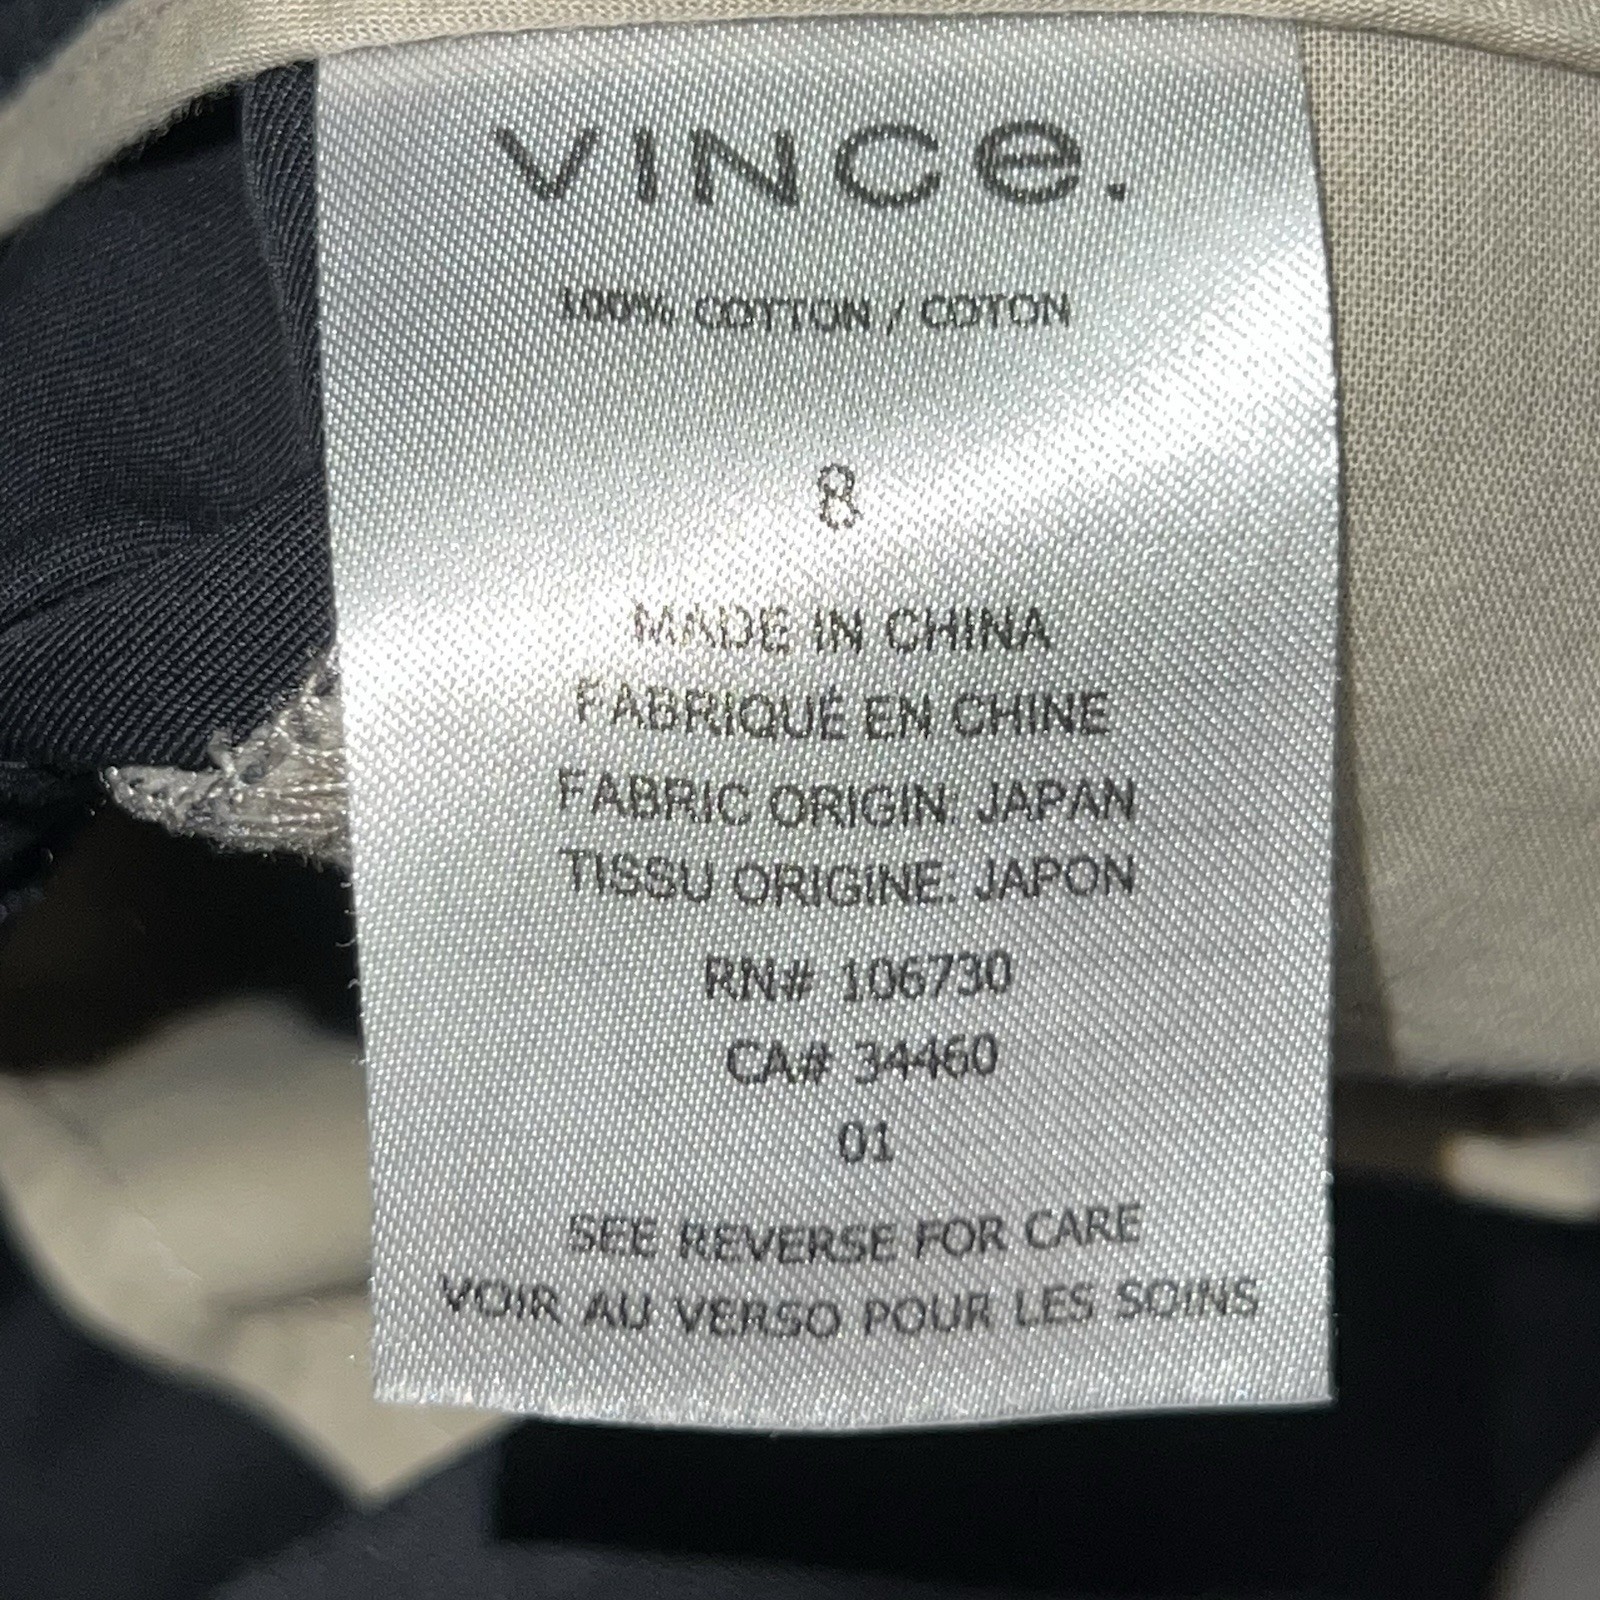 VINCe.
100% COTTON / COTON
8
MADE IN CHINA
FABRIQUÉ EN CHINE
FABRIC ORIGIN: JAPAN
TISSU ORIGINE: JAPON
RN# 106730
CA# 34460
01
SEE REVERSE FOR CARE
VOIR AU VERSO POUR LES SOINS